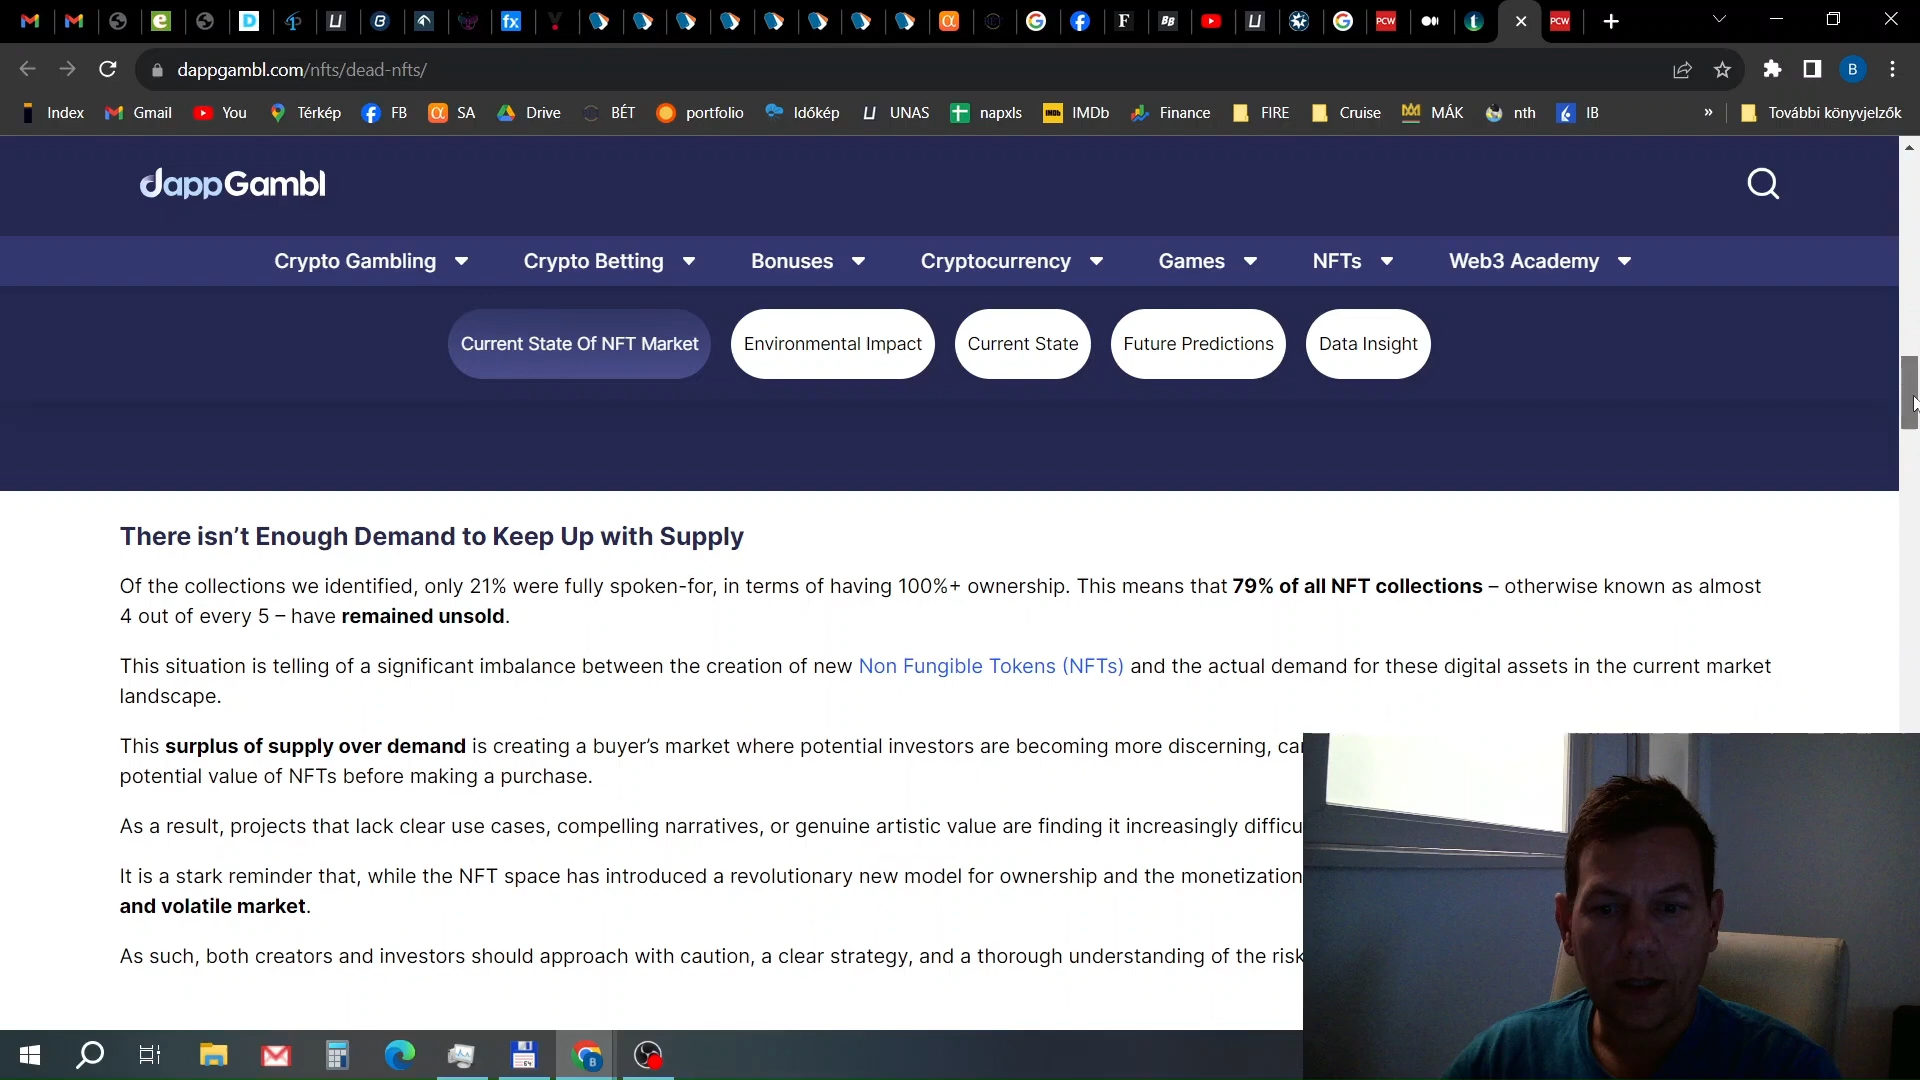 dappgambl.com/nfts/dead-nfts/
Index Gmail You Térkép FB SA Drive BÉT portfolio Időkép UNAS napxls IMDb Finance FIRE Cruise MÁK nth IB » További könyvjelzők
dappGambl
Crypto Gambling Crypto Betting Bonuses Cryptocurrency Games NFTs Web3 Academy
Current State Of NFT Market Environmental Impact Current State Future Predictions Data Insight
There isn’t Enough Demand to Keep Up with Supply
Of the collections we identified, only 21% were fully spoken-for, in terms of having 100%+ ownership. This means that 79% of all NFT collections – otherwise known as almost
4 out of every 5 – have remained unsold.
This situation is telling of a significant imbalance between the creation of new Non Fungible Tokens (NFTs) and the actual demand for these digital assets in the current market
landscape.
This surplus of supply over demand is creating a buyer’s market where potential investors are becoming more discerning,
potential value of NFTs before making a purchase.
As a result, projects that lack clear use cases, compelling narratives, or genuine artistic value are finding it increasingly
It is a stark reminder that, while the NFT space has introduced a revolutionary new model for ownership and the monetization
and volatile market.
As such, both creators and investors should approach with caution, a clear strategy, and a thorough understanding of the